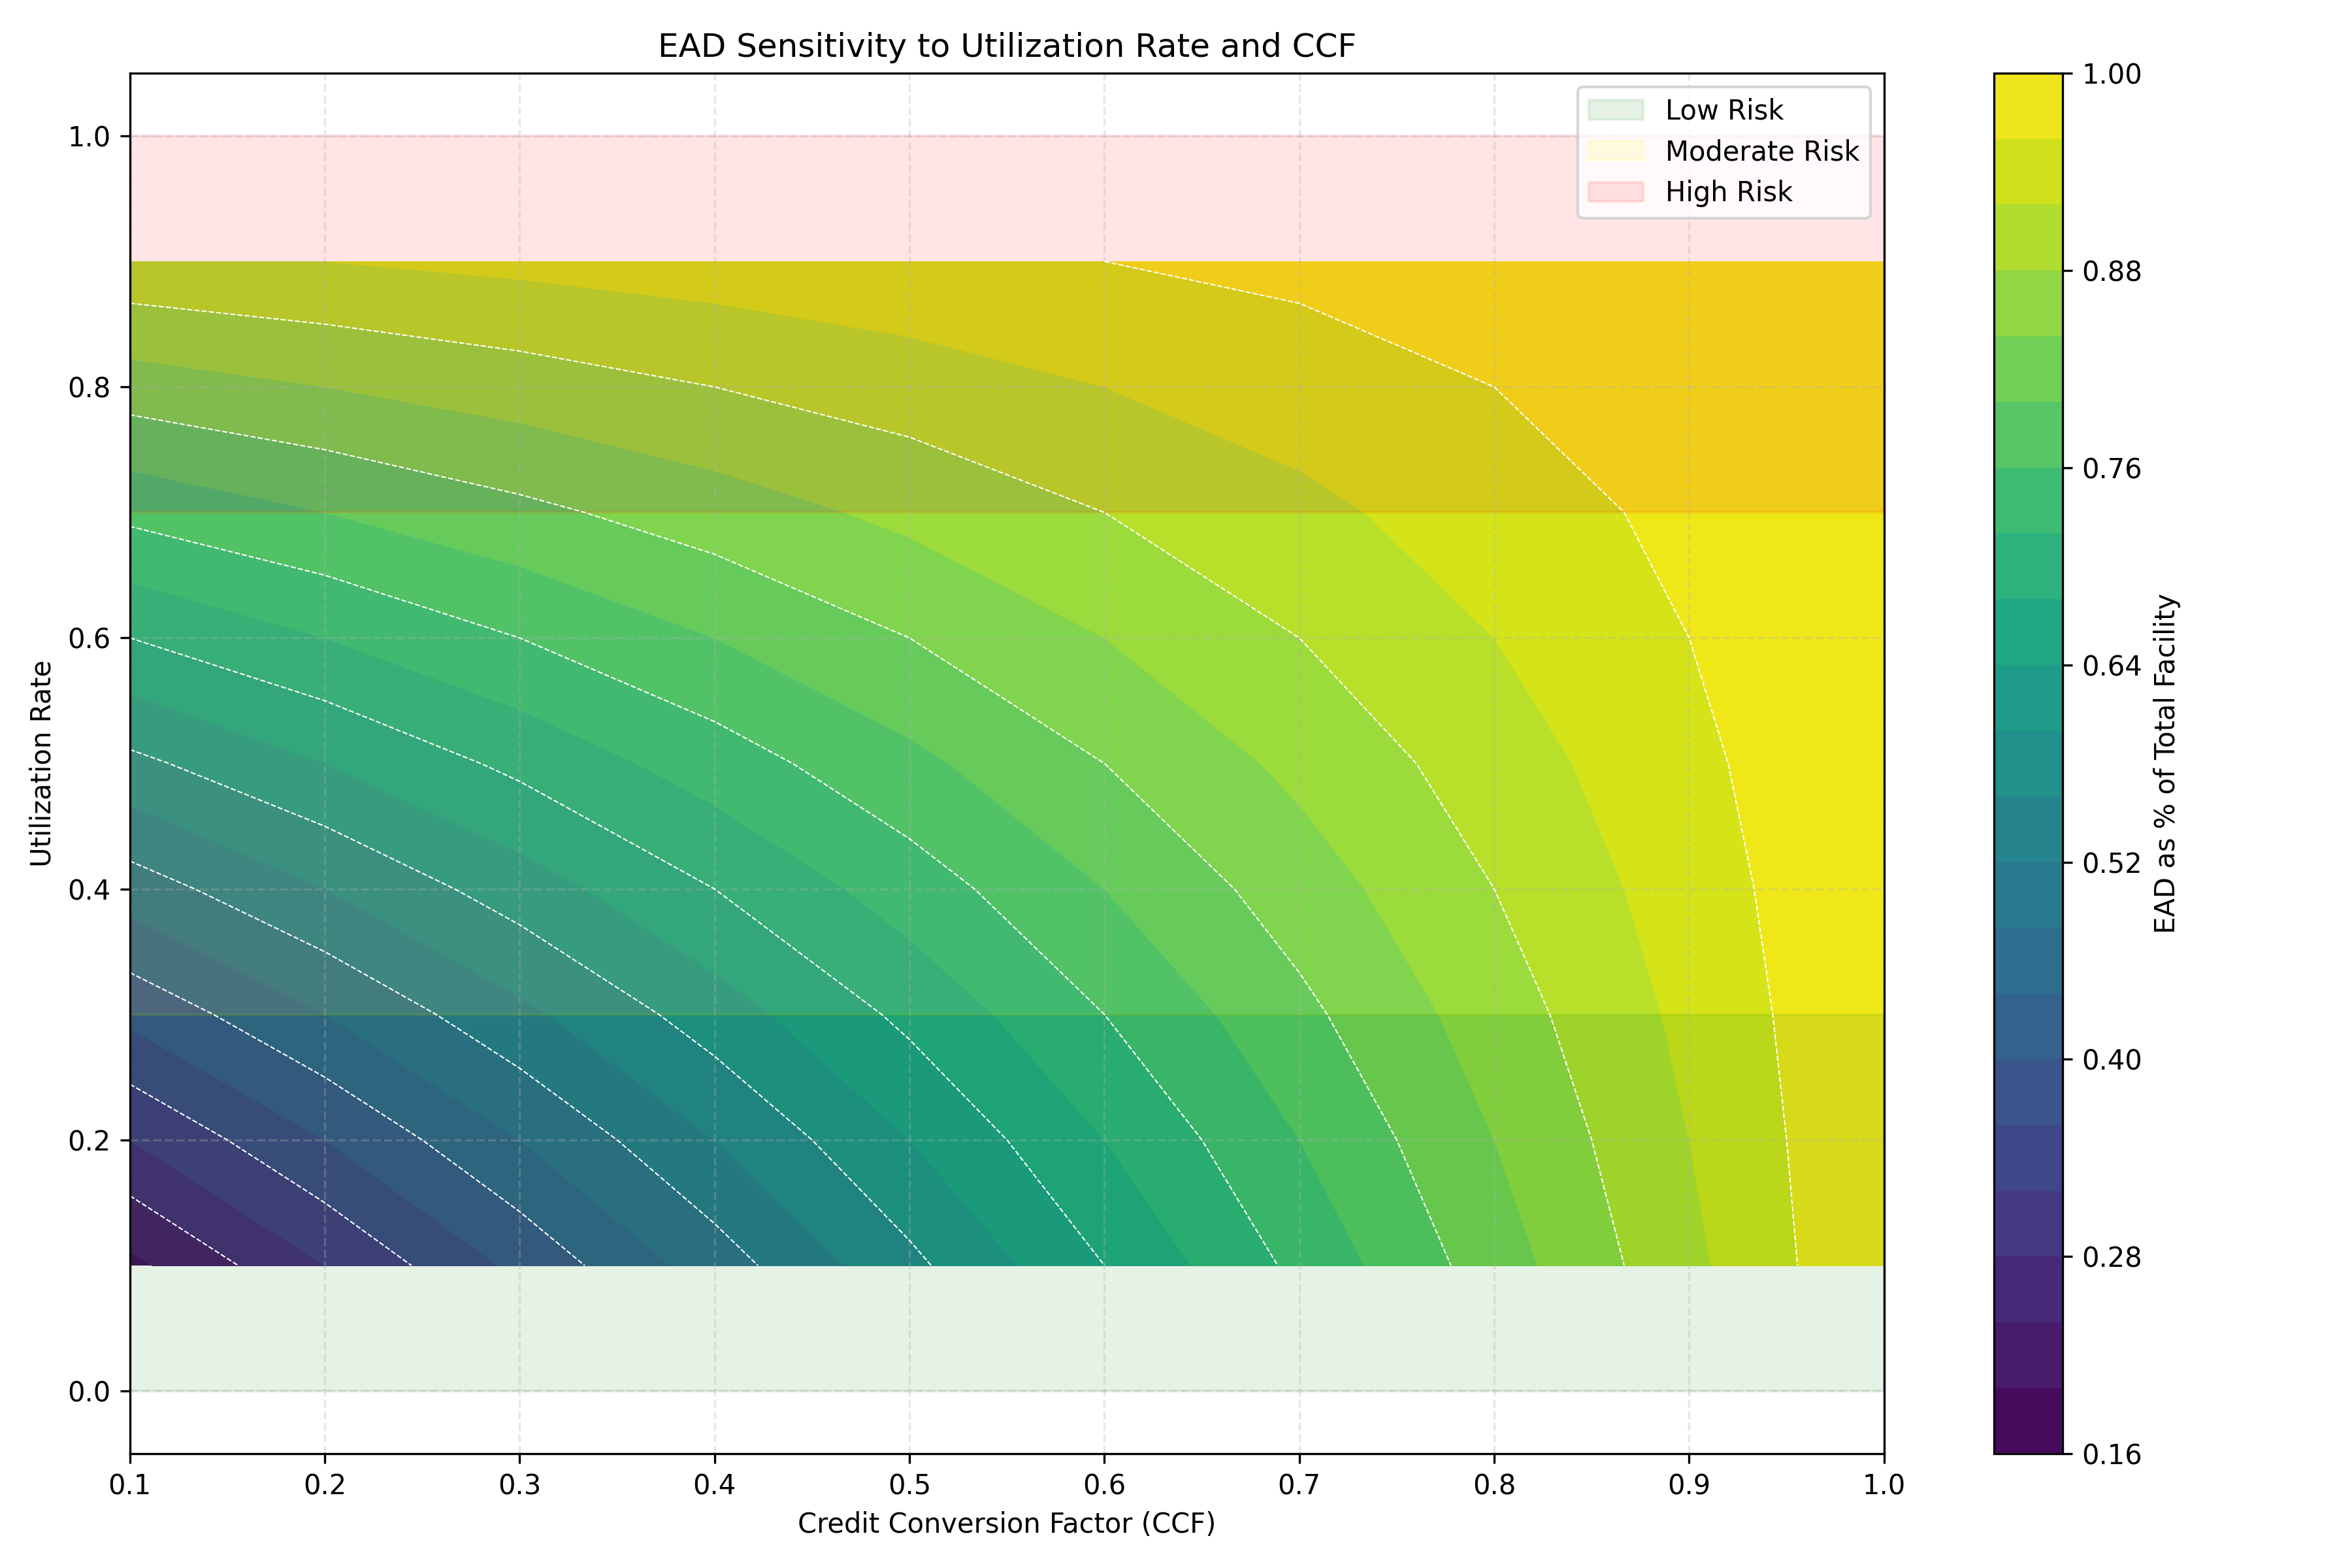 EAD Sensitivity to Utilization Rate and CCF
Low Risk
Moderate Risk
High Risk
Utilization Rate
1.0
0.8
0.6
0.4
0.2
0.0
0.1 0.2 0.3 0.4 0.5 0.6 0.7 0.8 0.9 1.0
Credit Conversion Factor (CCF)
1.00
0.88
0.76
0.64
0.52
0.40
0.28
0.16
EAD as % of Total Facility